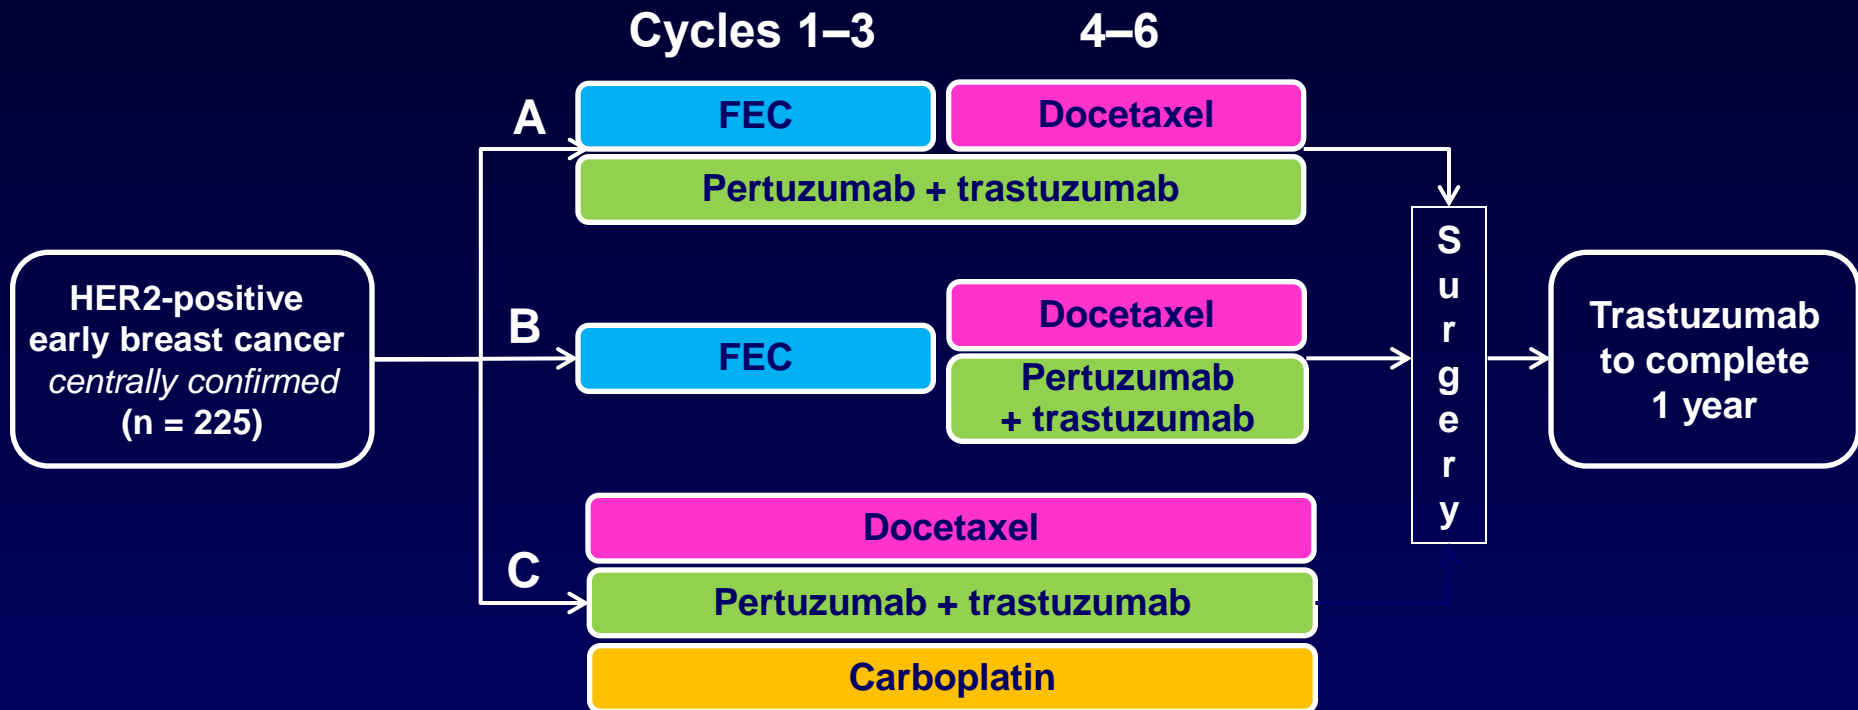 Cycles 1–3
4–6
A
FEC
Docetaxel
Pertuzumab + trastuzumab
HER2-positive
early breast cancer
centrally confirmed
(n = 225)
B
FEC
Docetaxel
Pertuzumab
+ trastuzumab
C
Docetaxel
Pertuzumab + trastuzumab
Carboplatin
Surgery
Trastuzumab
to complete
1 year